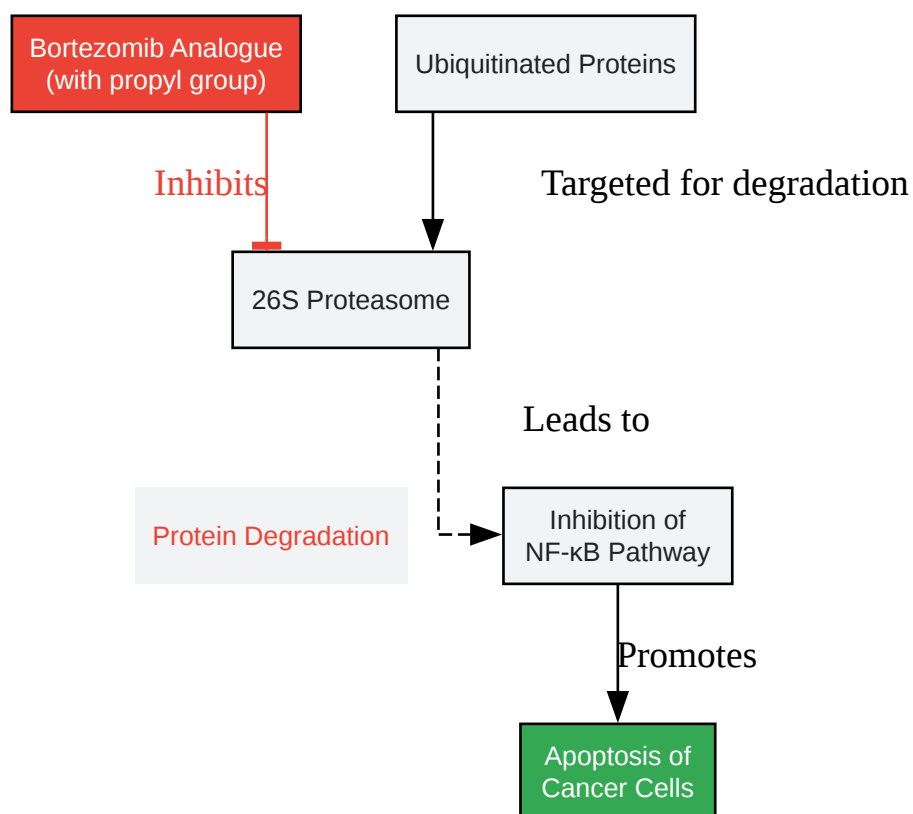 Bortezomib Analogue
(with propyl group)
Ubiquitinated Proteins
Inhibits
Targeted for degradation
26S Proteasome
Leads to
Protein Degradation
Inhibition of
NF-κB Pathway
Promotes
Apoptosis of
Cancer Cells